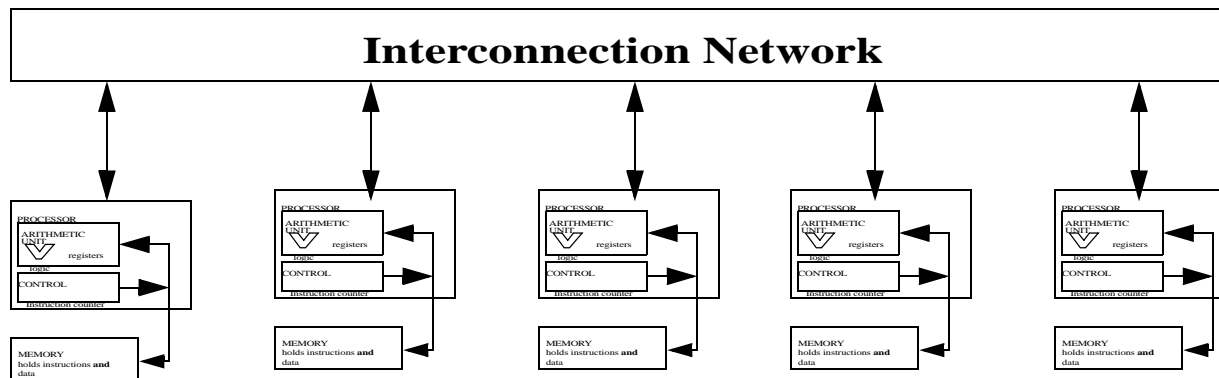 Interconnection Network
PROCESSOR
ARITHMETIC
UNIT
registers
logic
CONTROL
Instruction counter
MEMORY
holds instructions and
data
PROCESSOR
ARITHMETIC
UNIT
registers
logic
CONTROL
Instruction counter
MEMORY
holds instructions and
data
PROCESSOR
ARITHMETIC
UNIT
registers
logic
CONTROL
Instruction counter
MEMORY
holds instructions and
data
PROCESSOR
ARITHMETIC
UNIT
registers
logic
CONTROL
Instruction counter
MEMORY
holds instructions and
data
PROCESSOR
ARITHMETIC
UNIT
registers
logic
CONTROL
Instruction counter
MEMORY
holds instructions and
data